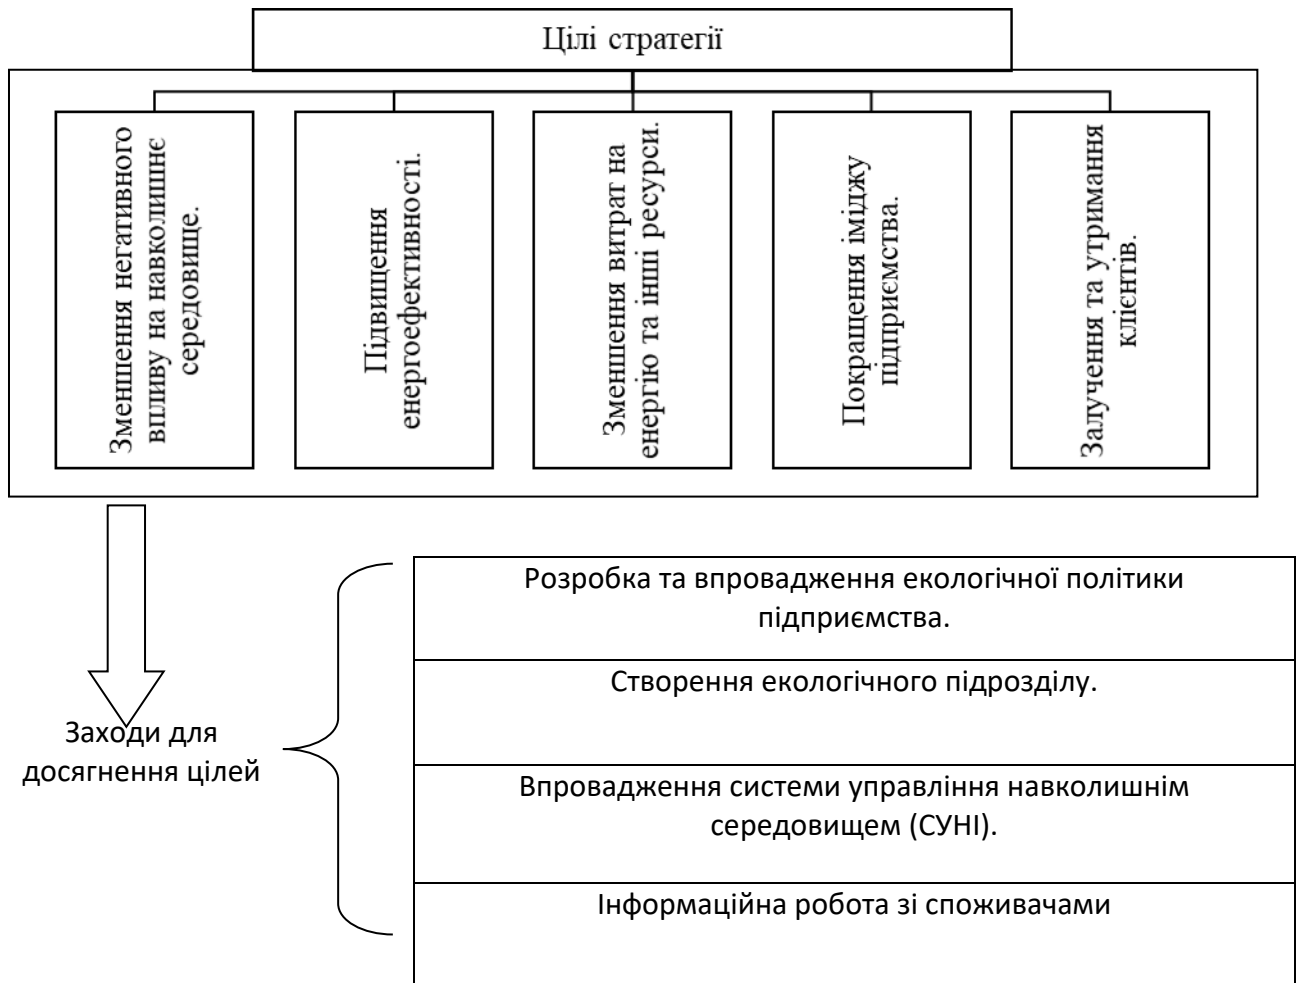 Цілі стратегії
Зменшення негативного
впливу на навколишнє
середовище.
Підвищення
енергоефективності.
Зменшення витрат на
енергію та інші ресурси.
Покращення іміджу
підприємства.
Залучення та утримання
клієнтів.
Заходи для
досягнення цілей
Розробка та впровадження екологічної політики
підприємства.
Створення екологічного підрозділу.
Впровадження системи управління навколишнім
середовищем (СУНІ).
Інформаційна робота зі споживачами